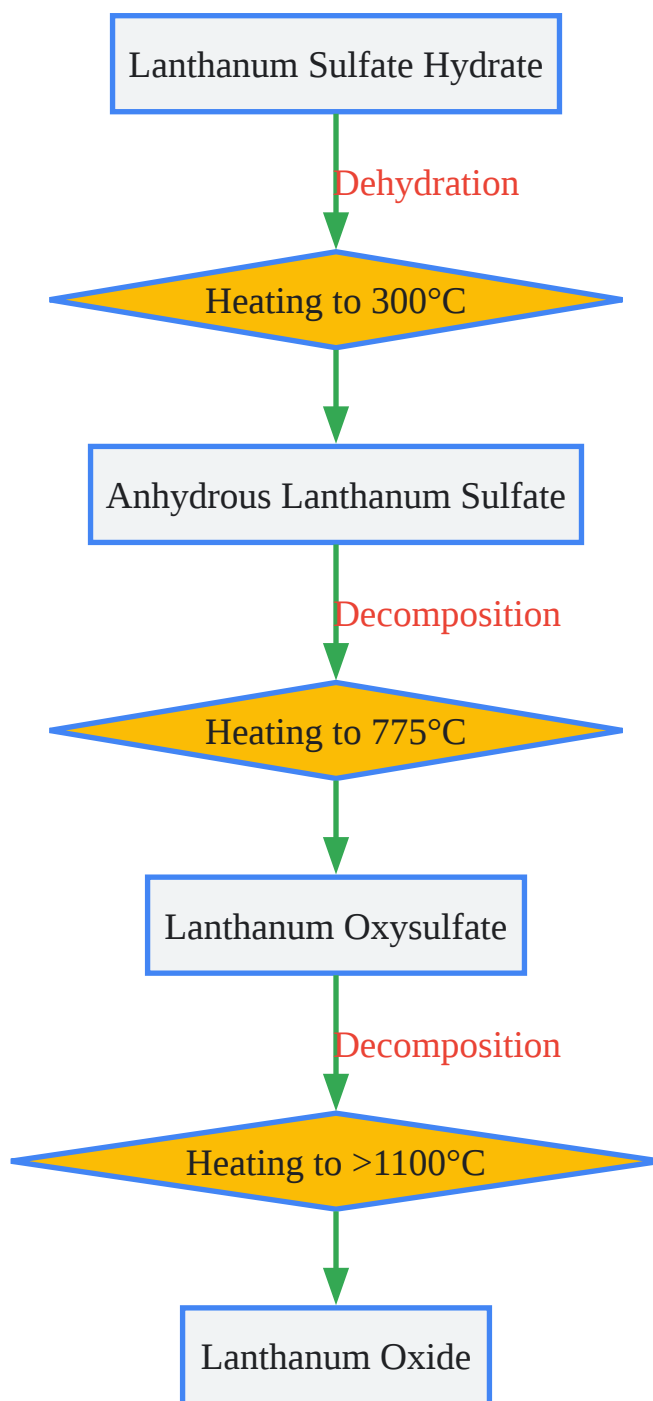 Lanthanum Sulfate Hydrate
Dehydration
Heating to 300°C
Anhydrous Lanthanum Sulfate
Decomposition
Heating to 775°C
Lanthanum Oxysulfate
Decomposition
Heating to >1100°C
Lanthanum Oxide